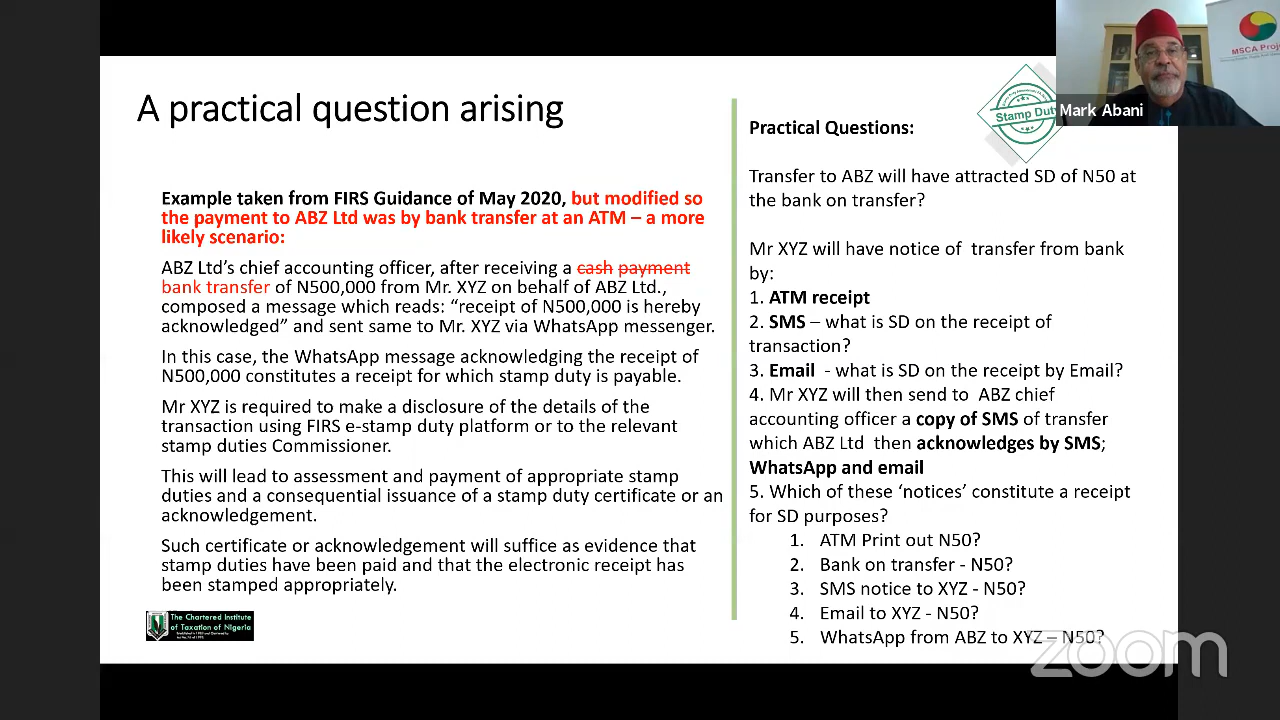 A practical question arising
Example taken from FIRS Guidance of May 2020, but modified so
the payment to ABZ Ltd was by bank transfer at an ATM – a more
likely scenario:
ABZ Ltd's chief accounting officer, after receiving a cash payment
bank transfer of N500,000 from Mr. XYZ on behalf of ABZ Ltd.,
composed a message which reads: “receipt of N500,000 is hereby
acknowledged” and sent same to Mr. XYZ via WhatsApp messenger.
In this case, the WhatsApp message acknowledging the receipt of
N500,000 constitutes a receipt for which stamp duty is payable.
Mr XYZ is required to make a disclosure of the details of the
transaction using FIRS e-stamp duty platform or to the relevant
stamp duties Commissioner.
This will lead to assessment and payment of appropriate stamp
duties and a consequential issuance of a stamp duty certificate or an
acknowledgement.
Such certificate or acknowledgement will suffice as evidence that
stamp duties have been paid and that the electronic receipt has
been stamped appropriately.
The Chartered Institute
of Taxation of Nigeria
Practical Questions:
Transfer to ABZ will have attracted SD of N50 at
the bank on transfer?
Mr XYZ will have notice of transfer from bank
by:
1. ATM receipt
2. SMS – what is SD on the receipt of
transaction?
3. Email - what is SD on the receipt by Email?
4. Mr XYZ will then send to ABZ chief
accounting officer a copy of SMS of transfer
which ABZ Ltd then acknowledges by SMS;
WhatsApp and email
5. Which of these ‘notices’ constitute a receipt
for SD purposes?
1. ATM Print out N50?
2. Bank on transfer - N50?
3. SMS notice to XYZ - N50?
4. Email to XYZ - N50?
5. WhatsApp from ABZ to XYZ – N50?
Stamp Duty
Mark Abani
MSCA Proje
zoom